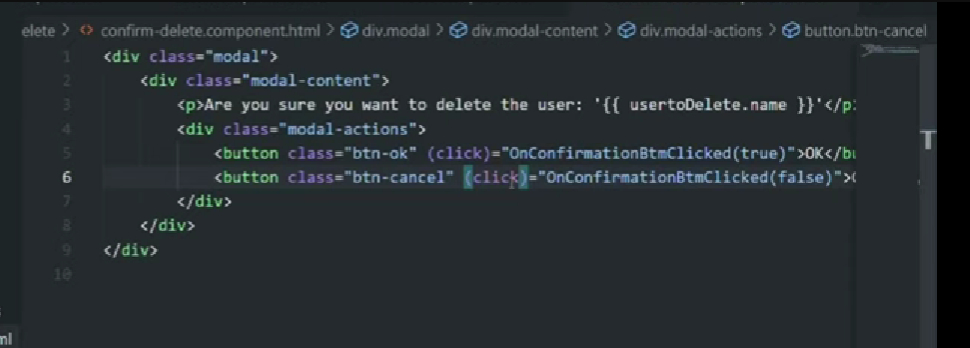 elete > confirm-delete.component.html > div.modal > div.modal-content > div.modal-actions > button.btn-cancel
1 <div class="modal">
2 <div class="modal-content">
3 <p>Are you sure you want to delete the user: '{{ usertoDelete.name }}'</p>
4 <div class="modal-actions">
5 <button class="btn-ok" (click)="OnConfirmationBtmClicked(true)">OK</bu
6 <button class="btn-cancel" (click)="OnConfirmationBtmClicked(false)">
7 </div>
8 </div>
9 </div>
10
T
ml